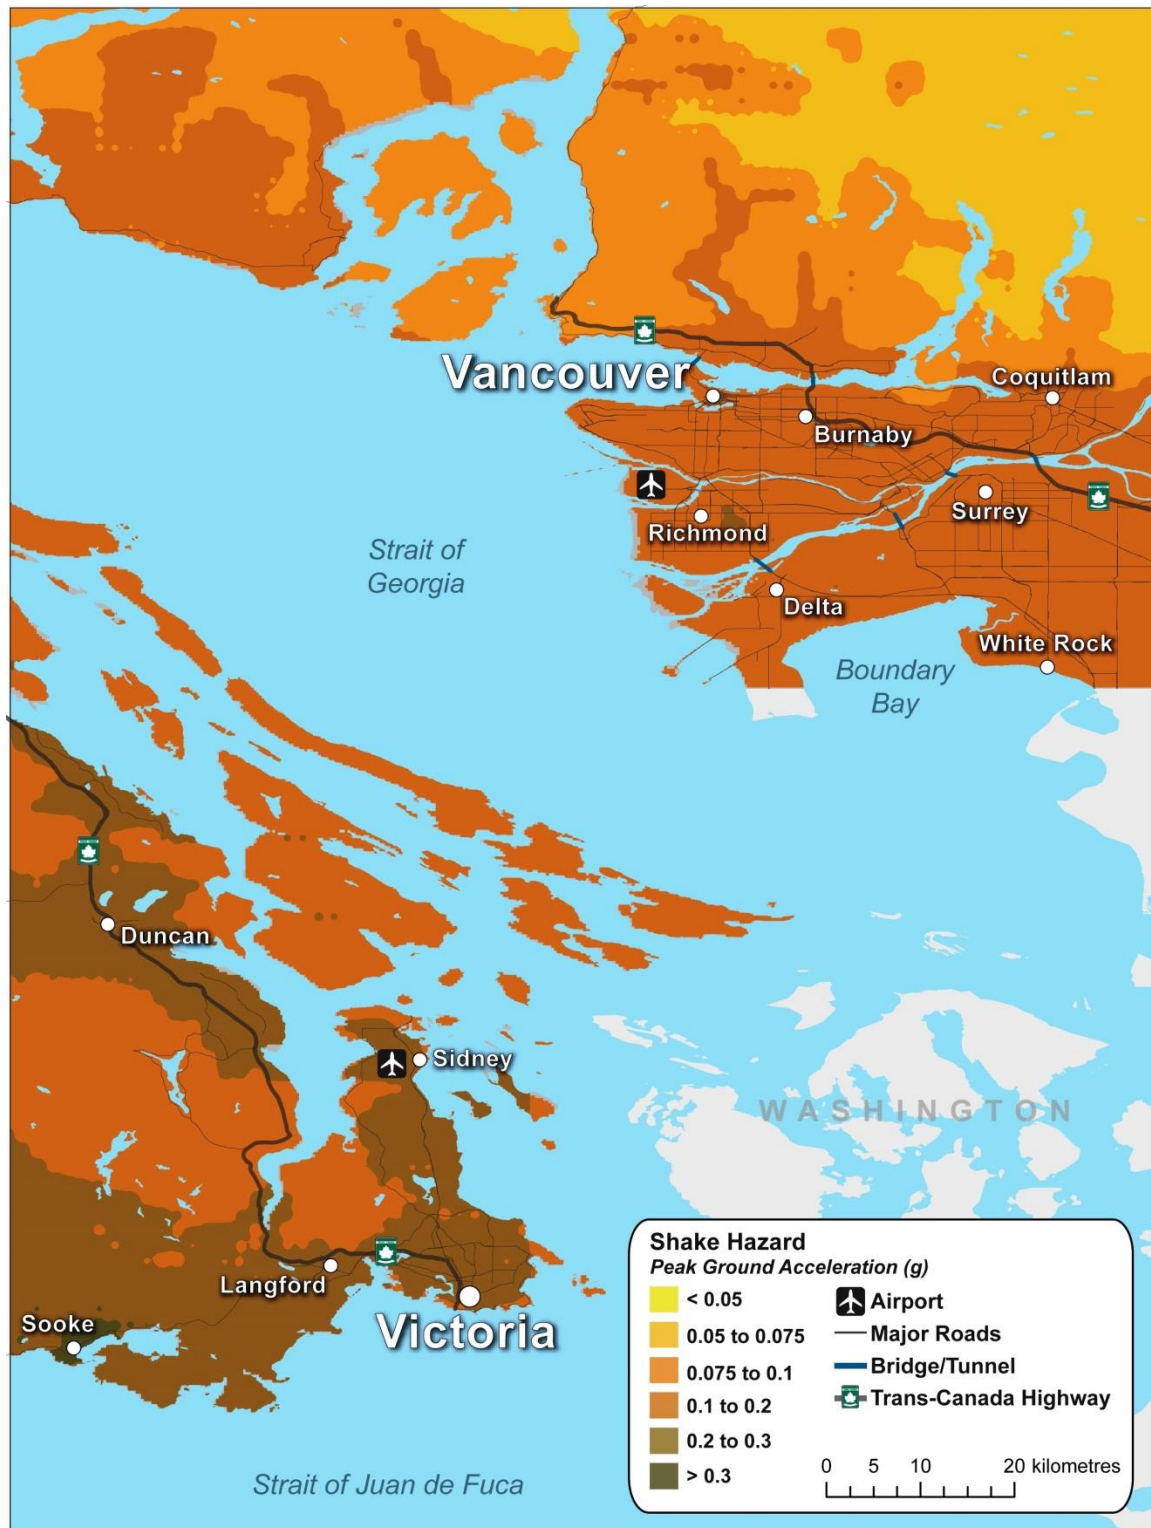 Vancouver
Coquitlam
Burnaby
Surrey
Richmond
Strait of
Georgia
Delta
White Rock
Boundary
Bay
Duncan
Sidney
WASHINGTON
Langford
Sooke
Victoria
Strait of Juan de Fuca
Shake Hazard
Peak Ground Acceleration (g)
< 0.05
0.05 to 0.075
0.075 to 0.1
0.1 to 0.2
0.2 to 0.3
> 0.3
Airport
Major Roads
Bridge/Tunnel
Trans-Canada Highway
0 5 10 20 kilometres